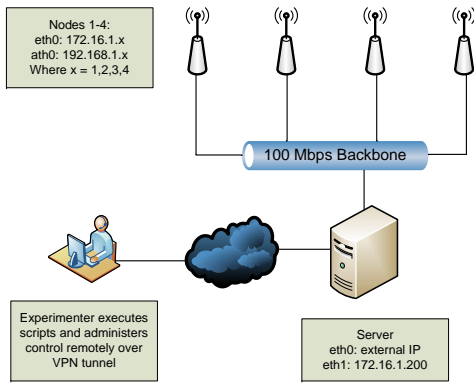 Nodes 1-4:
eth0: 172.16.1.x
ath0: 192.168.1.x
Where x = 1,2,3,4
100 Mbps Backbone
Experimenter executes
scripts and administers
control remotely over
VPN tunnel
Server
eth0: external IP
eth1: 172.16.1.200